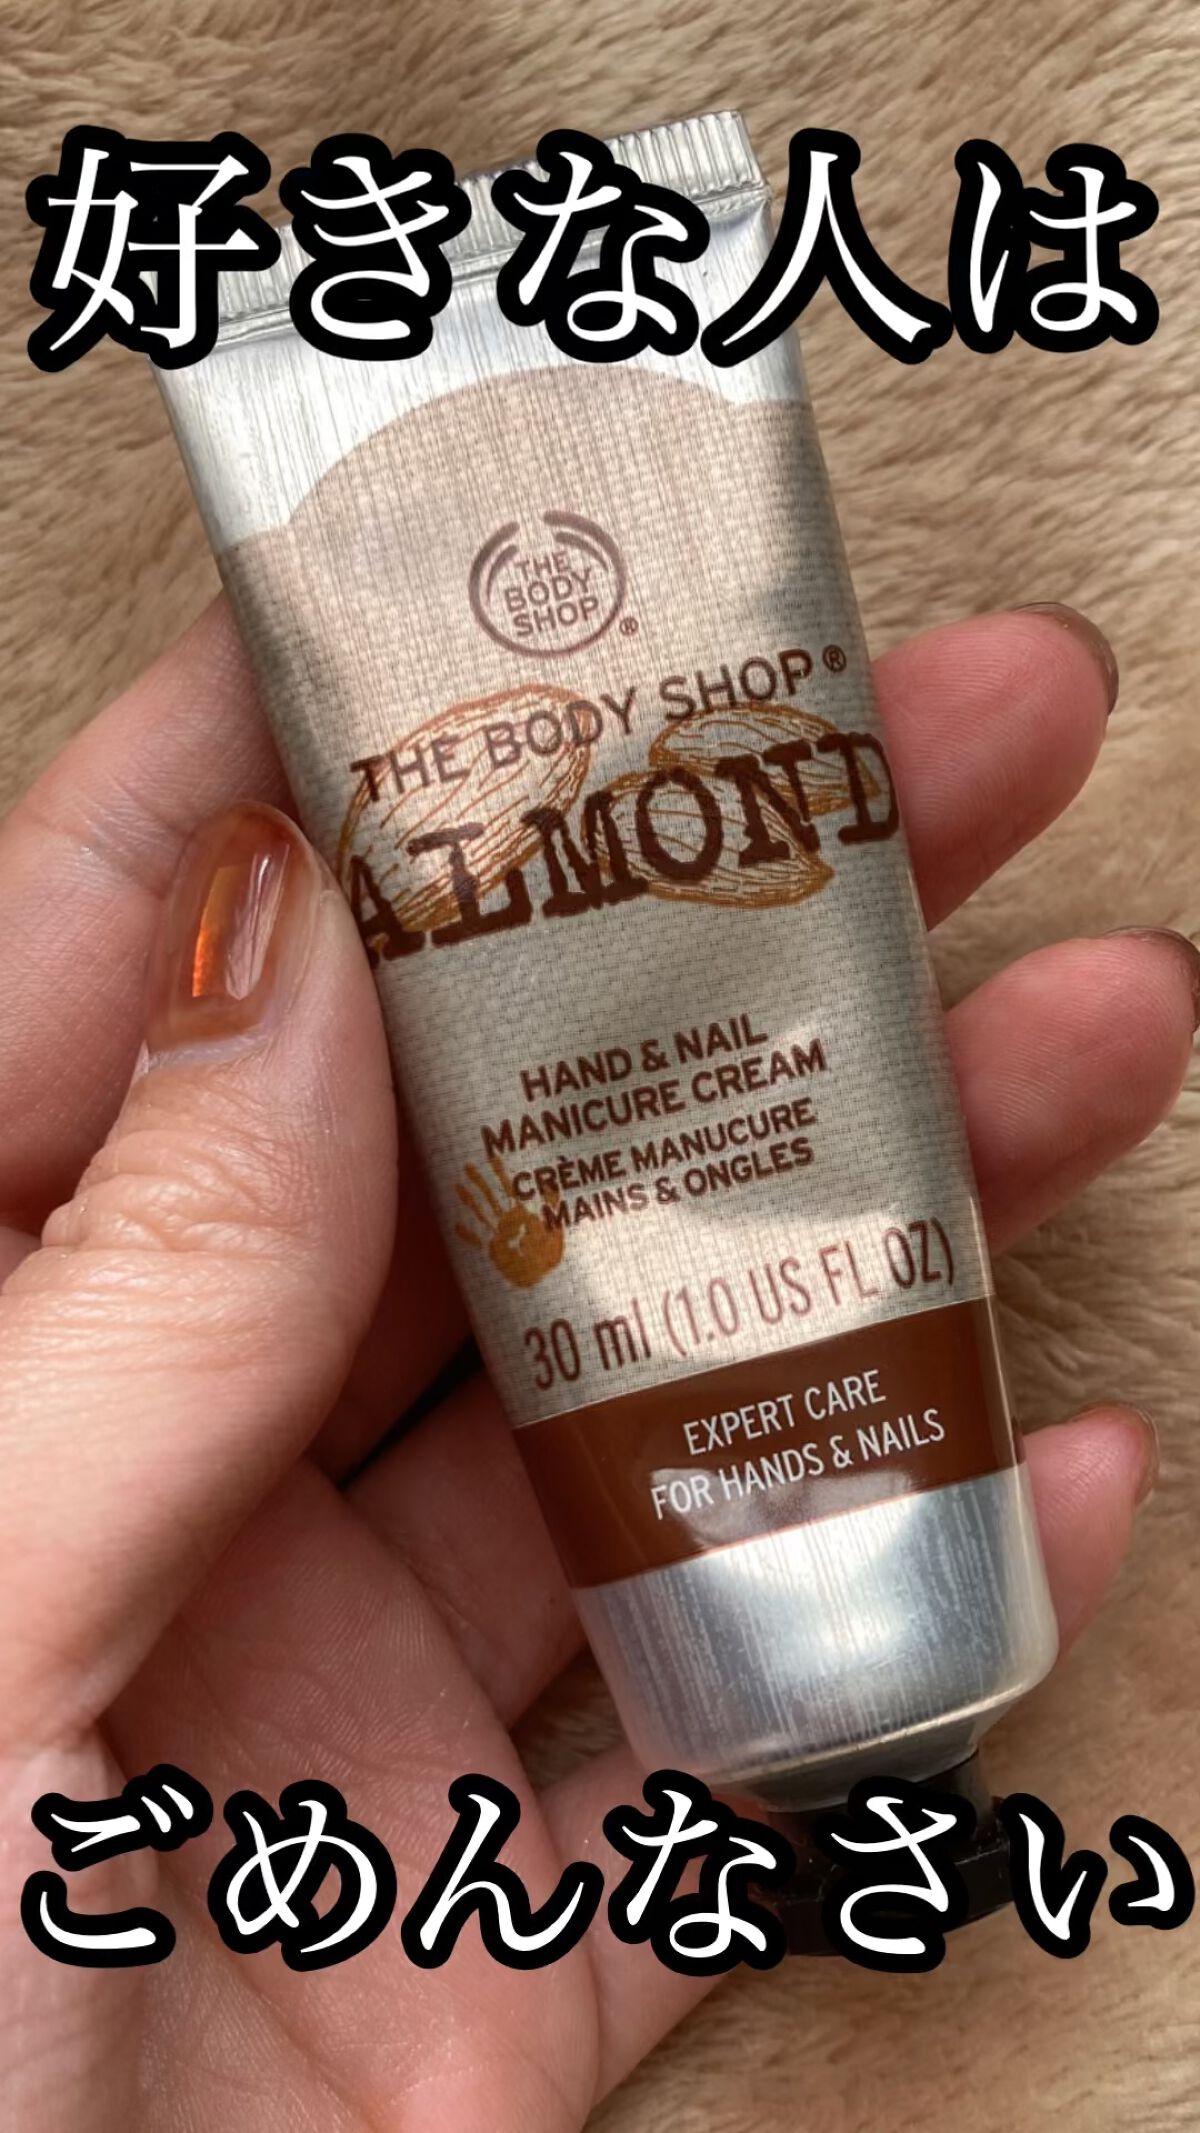 好きな人は
THE
BODY
SHOP
®
THE BODY SHOP®
ALMOND
HAND & NAIL
MANICURE CREAM
CRÈME MANUCURE
MAINS & ONGLES
30 ml (1.0 US FL OZ)
EXPERT CARE
FOR HANDS & NAILS
ごめんなさい